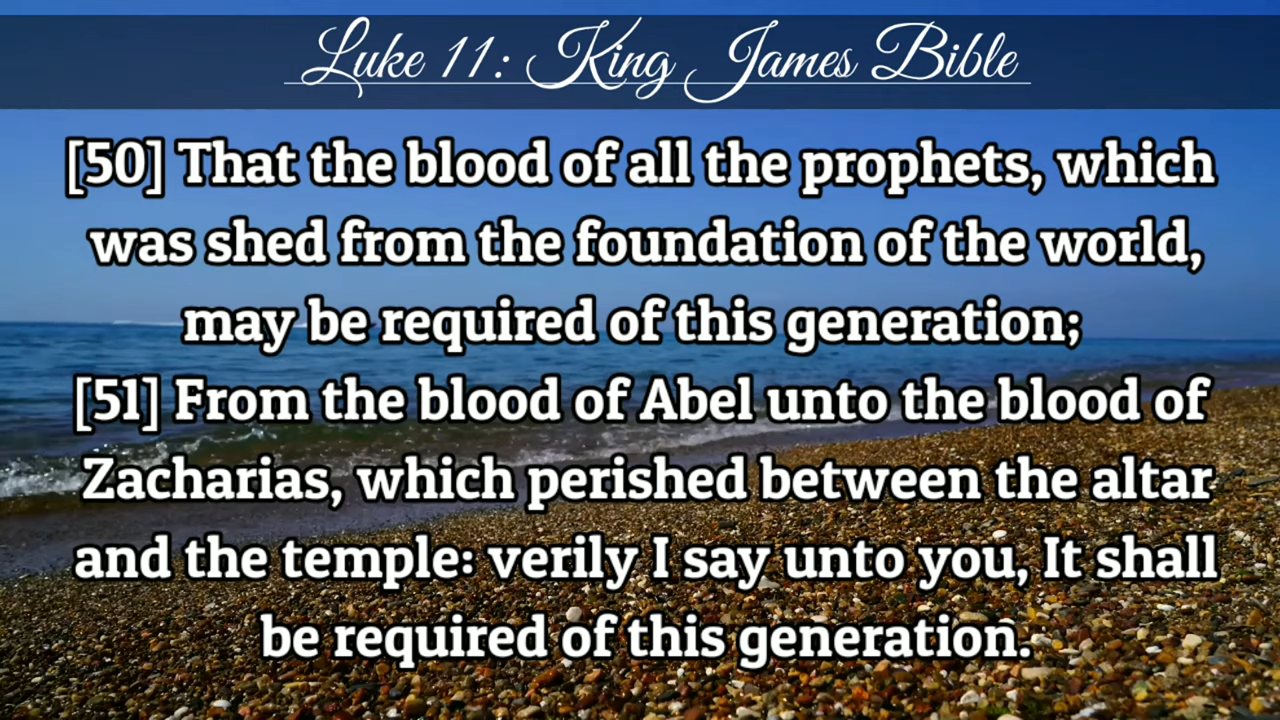 Luke 11: King James Bible
[50] That the blood of all the prophets, which
was shed from the foundation of the world,
may be required of this generation;
[51] From the blood of Abel unto the blood of
Zacharias, which perished between the altar
and the temple: verily I say unto you, It shall
be required of this generation.